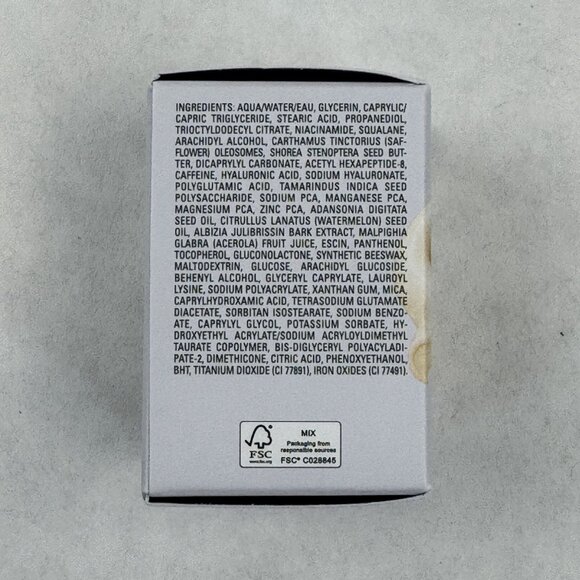 INGREDIENTS: AQUA/WATER/EAU, GLYCERIN, CAPRYLIC/
CAPRIC TRIGLYCERIDE, STEARIC ACID, PROPANEDIOL,
TRIOCTYLDODECYL CITRATE, NIACINAMIDE, SQUALANE,
ARACHIDYL ALCOHOL, CARTHAMUS TINCTORIUS (SAF-
FLOWER) OLEOSOMES, SHOREA STENOPTERA SEED BUT-
TER, DICAPRYLYL CARBONATE, ACETYL HEXAPEPTIDE-8,
CAFFEINE, HYALURONIC ACID, SODIUM HYALURONATE,
POLYGLUTAMIC ACID, TAMARINDUS INDICA SEED
POLYSACCHARIDE, SODIUM PCA, MANGANESE PCA,
MAGNESIUM PCA, ZINC PCA, ADANSONIA DIGITATA
SEED OIL, CITRULLUS LANATUS (WATERMELON) SEED
OIL, ALBIZIA JULIBRISSIN BARK EXTRACT, MALPIGHIA
GLABRA (ACEROLA) FRUIT JUICE, ESCIN, PANTHENOL,
TOCOPHEROL, GLUCONOLACTONE, SYNTHETIC BEESWAX,
MALTODEXTRIN, GLUCOSE, ARACHIDYL GLUCOSIDE,
BEHENYL ALCOHOL, GLYCERYL CAPRYLATE, LAUROYL
LYSINE, SODIUM POLYACRYLATE, XANTHAN GUM, MICA,
CAPRYLHYDROXAMIC ACID, TETRASODIUM GLUTAMATE
DIACETATE, SORBITAN ISOSTEARATE, SODIUM BENZO-
ATE, CAPRYLYL GLYCOL, POTASSIUM SORBATE, HY-
DROXYETHYL ACRYLATE/SODIUM ACRYLOYLDIMETHYL
TAURATE COPOLYMER, BIS-DIGLYCERYL POLYACYLADI-
PATE-2, DIMETHICONE, CITRIC ACID, PHENOXYETHANOL,
BHT, TITANIUM DIOXIDE (CI 77891), IRON OXIDES (CI 77491).
FSC
www.fsc.org
MIX
Packaging from
responsible sources
FSC® C028845